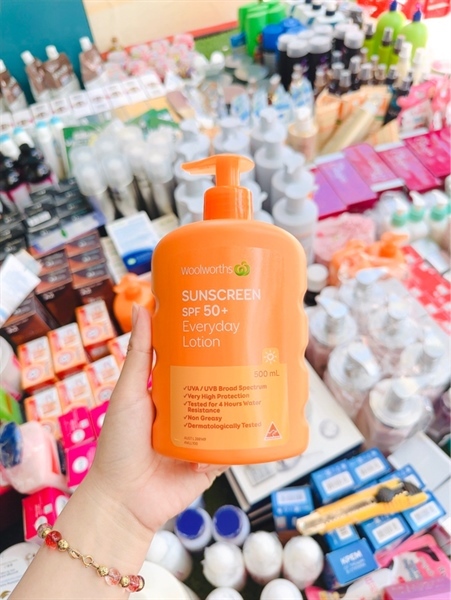 woolworths
SUNSCREEN
SPF 50+
Everyday
Lotion
500 mL
✓UVA/UVB Broad Spectrum
✓Very High Protection
✓Tested for 4 Hours Water
Resistance
✓Non Greasy
✓Dermatologically Tested